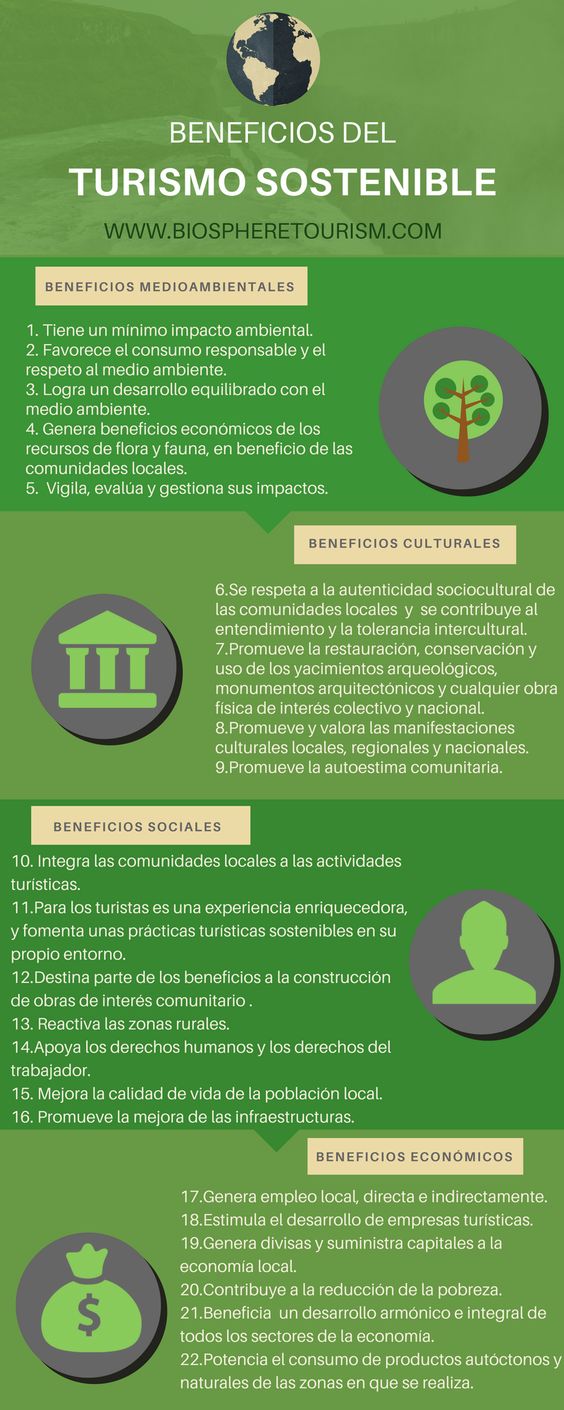 BENEFICIOS DEL
TURISMO SOSTENIBLE
WWW.BIOSPHERETOURISM.COM
BENEFICIOS MEDIOAMBIENTALES
1. Tiene un mínimo impacto ambiental.
2. Favorece el consumo responsable y el
respeto al medio ambiente.
3. Logra un desarrollo equilibrado con el
medio ambiente.
4. Genera beneficios económicos de los
recursos de flora y fauna, en beneficio de las
comunidades locales.
5.  Vigila, evalúa y gestiona sus impactos.
BENEFICIOS CULTURALES
6.Se respeta a la autenticidad sociocultural de
las comunidades locales  y  se contribuye al
entendimiento y la tolerancia intercultural.
7.Promueve la restauración, conservación y
uso de los yacimientos arqueológicos,
monumentos arquitectónicos y cualquier obra
física de interés colectivo y nacional.
8.Promueve y valora las manifestaciones
culturales locales, regionales y nacionales.
9.Promueve la autoestima comunitaria.
BENEFICIOS SOCIALES
10. Integra las comunidades locales a las actividades
turísticas.
11.Para los turistas es una experiencia enriquecedora,
y fomenta unas prácticas turísticas sostenibles en su
propio entorno.
12.Destina parte de los beneficios a la construcción
de obras de interés comunitario .
13. Reactiva las zonas rurales.
14.Apoya los derechos humanos y los derechos del
trabajador.
15. Mejora la calidad de vida de la población local.
16. Promueve la mejora de las infraestructuras.
BENEFICIOS ECONÓMICOS
17.Genera empleo local, directa e indirectamente.
18.Estimula el desarrollo de empresas turísticas.
19.Genera divisas y suministra capitales a la
economía local.
20.Contribuye a la reducción de la pobreza.
21.Beneficia  un desarrollo armónico e integral de
todos los sectores de la economía.
22.Potencia el consumo de productos autóctonos y
naturales de las zonas en que se realiza.
$